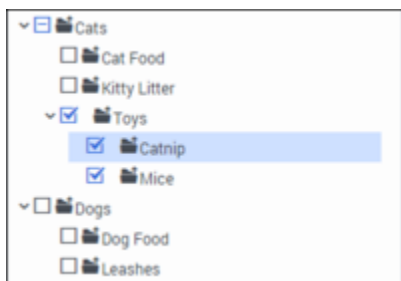 Cats
Cat Food
Kitty Litter
Toys
Catnip
Mice
Dogs
Dog Food
Leashes